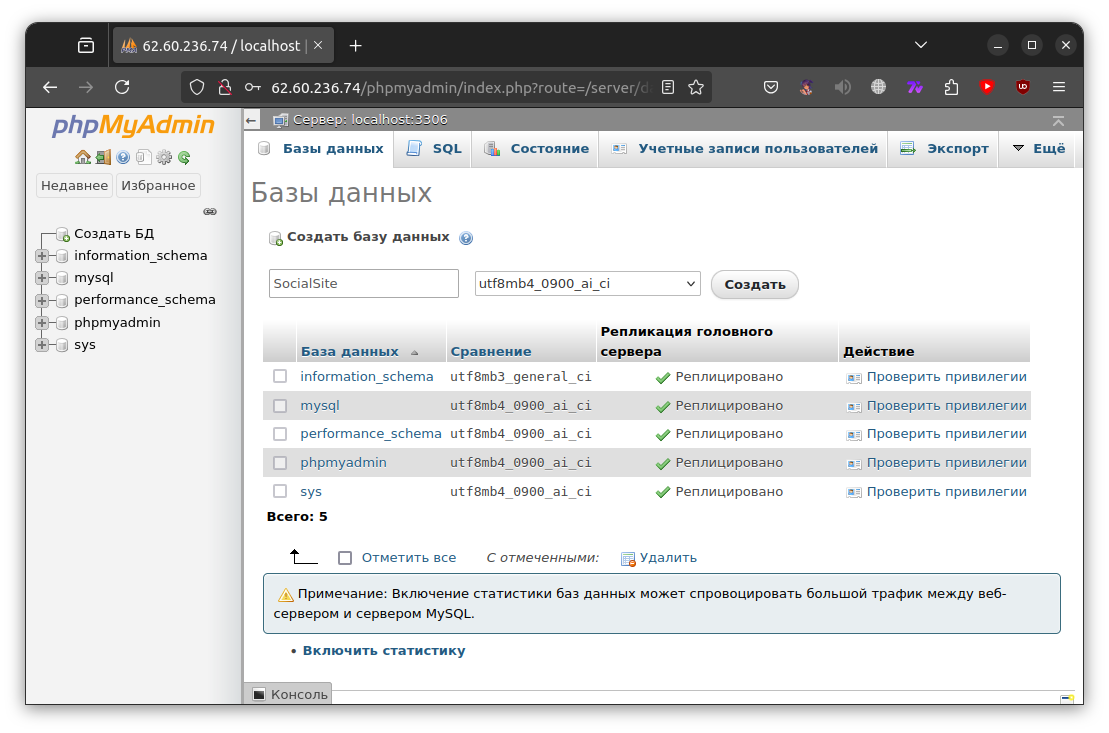 62.60.236.74 / localhost |
62.60.236.74/phpmyadmin/index.php?route=/server/d
phpMyAdmin
Недавнее Избранное
Создать БД
information_schema
mysql
performance_schema
phpmyadmin
sys
Сервер: localhost:3306
Базы данных SQL Состояние Учетные записи пользователей Экспорт Ещё
Базы данных
Создать базу данных
SocialSite utf8mb4_0900_ai_ci Создать
База данных Сравнение Репликация головного сервера Действие
information_schema utf8mb3_general_ci Реплицировано Проверить привилегии
mysql utf8mb4_0900_ai_ci Реплицировано Проверить привилегии
performance_schema utf8mb4_0900_ai_ci Реплицировано Проверить привилегии
phpmyadmin utf8mb4_0900_ai_ci Реплицировано Проверить привилегии
sys utf8mb4_0900_ai_ci Реплицировано Проверить привилегии
Всего: 5
Отметить все С отмеченными: Удалить
Примечание: Включение статистики баз данных может спровоцировать большой трафик между веб-
сервером и сервером MySQL.
• Включить статистику
Консоль